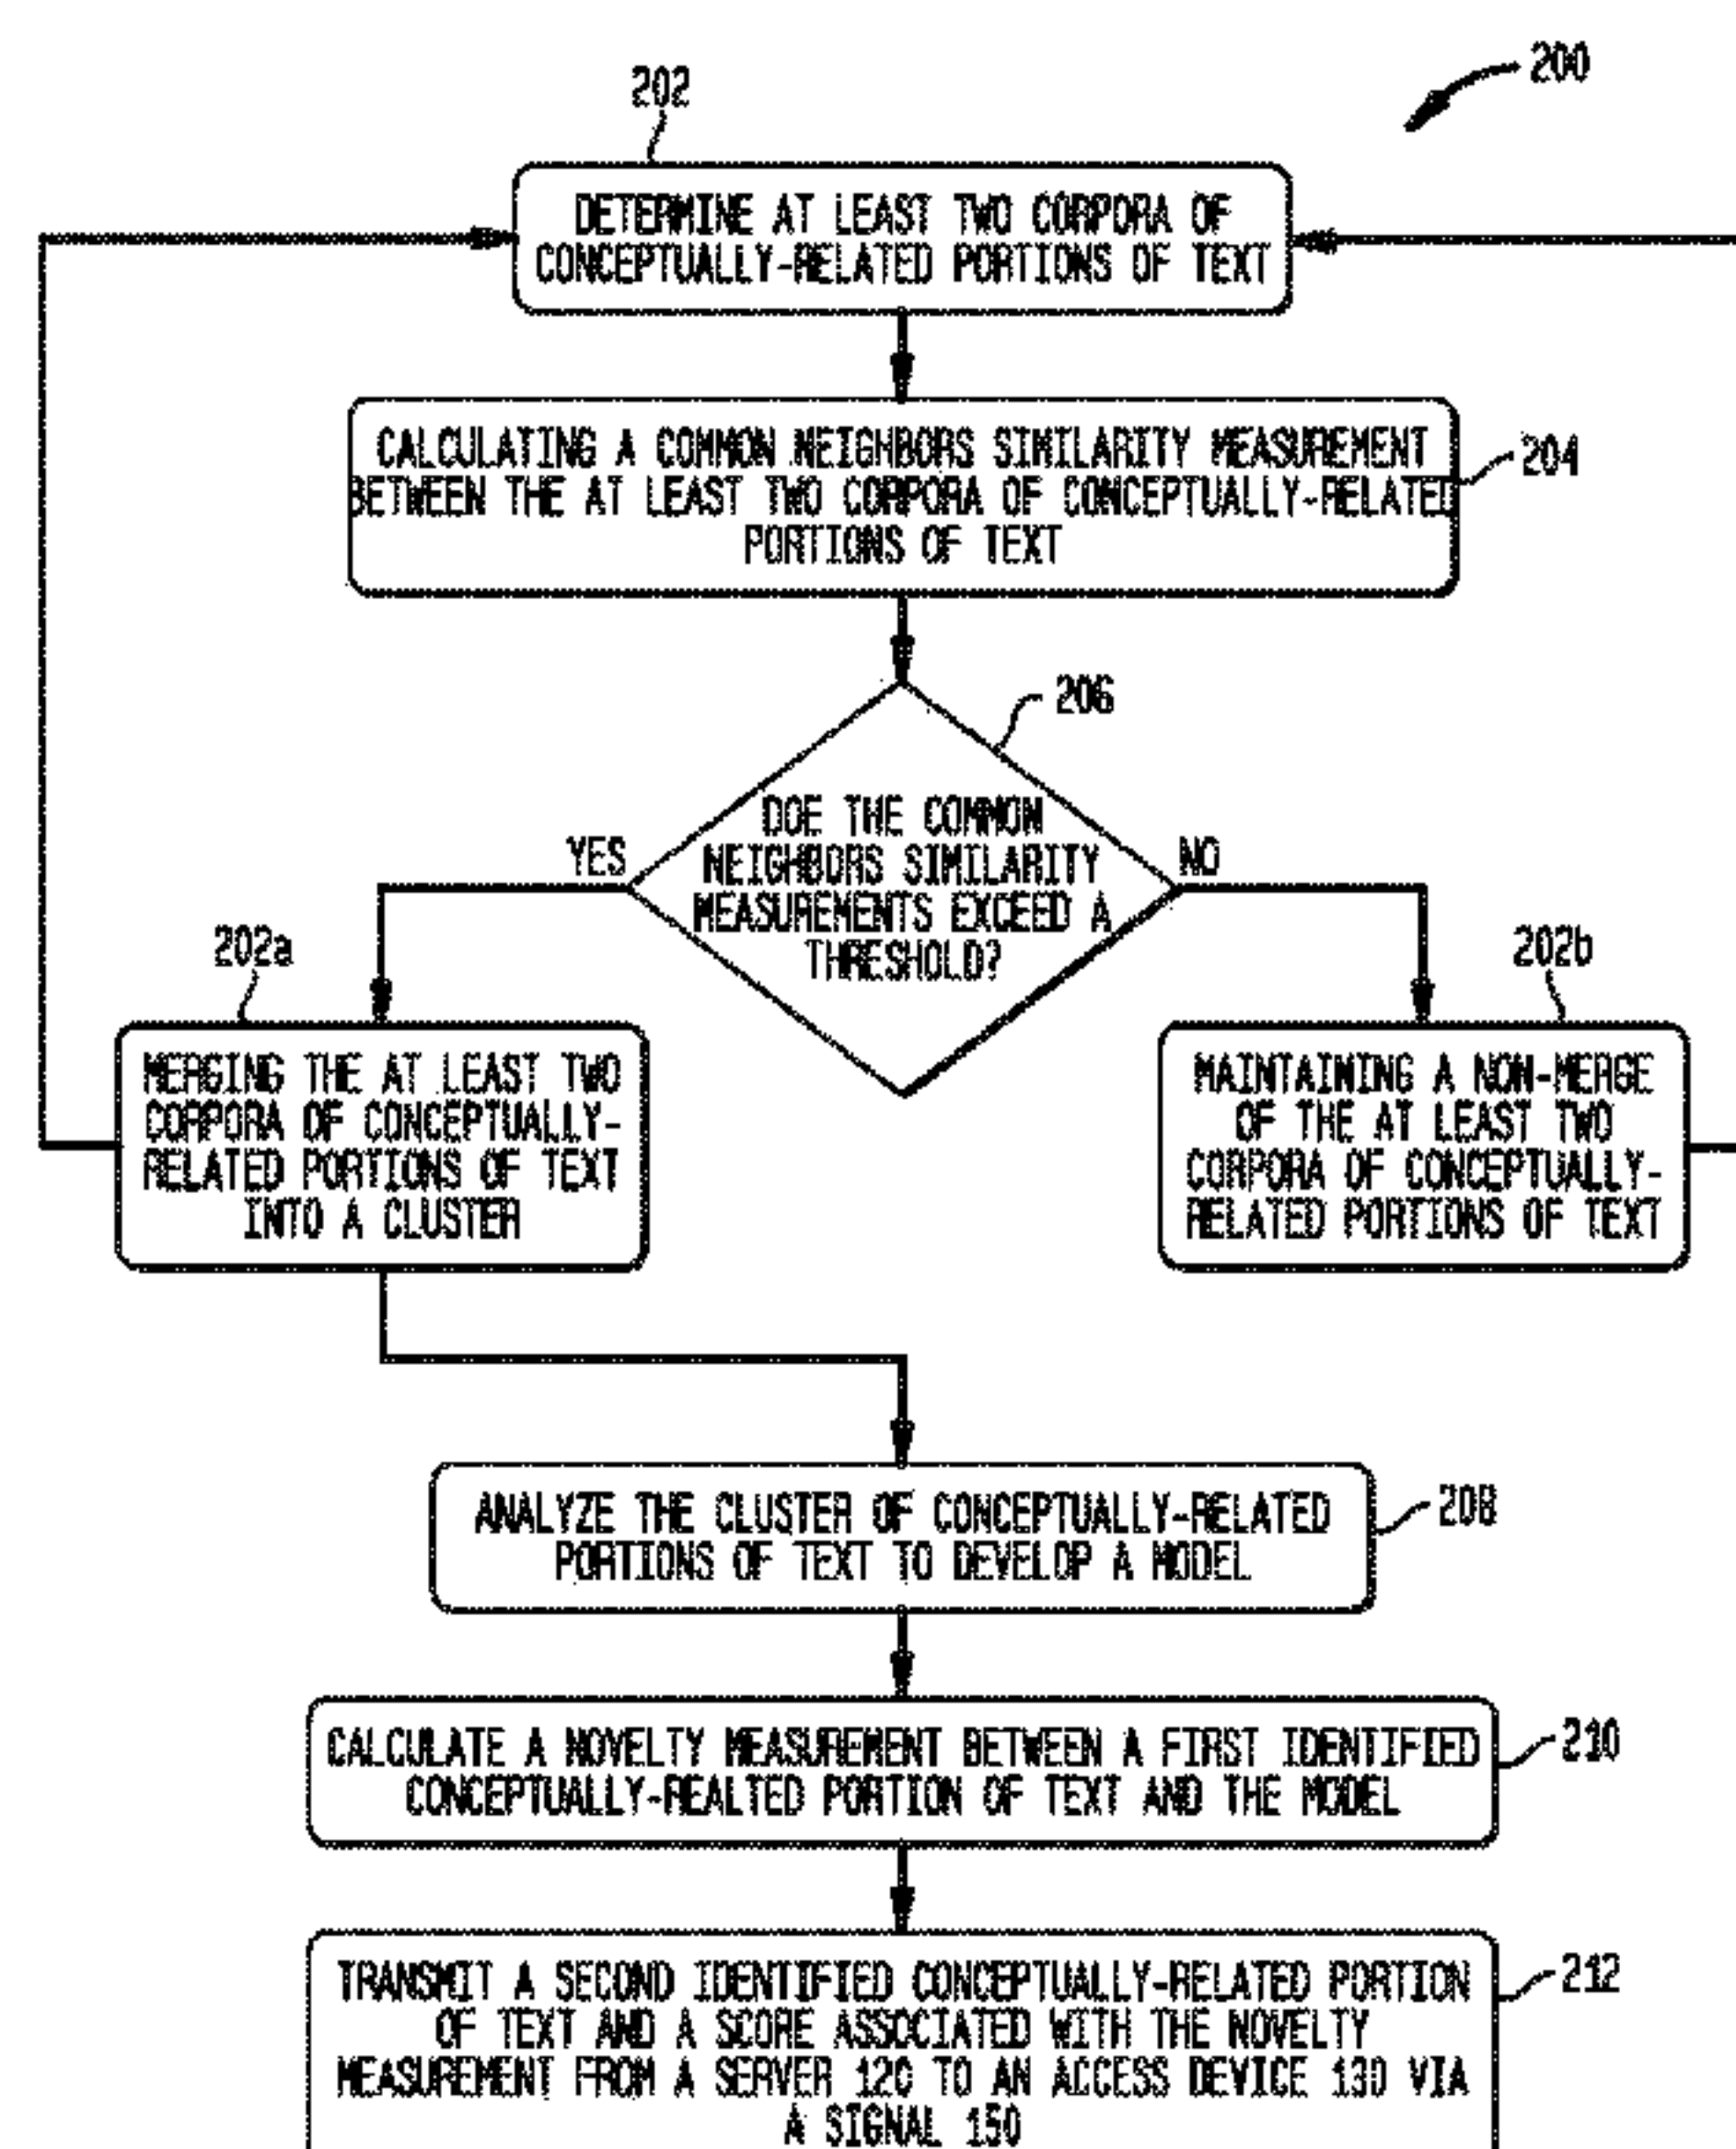 200
202
DETERMINE AT LEAST TWO CORPORA OF
CONCEPTUALLY-RELATED PORTIONS OF TEXT
CALCULATING A COMMON NEIGHBORS SIMILARITY MEASUREMENT
BETWEEN THE AT LEAST TWO CORPORA OF CONCEPTUALLY-RELATED
PORTIONS OF TEXT
204
206
DOE THE COMMON
NEIGHBORS SIMILARITY
MEASUREMENTS EXCEED A
THRESHOLD?
YES
NO
202a
MERGING THE AT LEAST TWO
CORPORA OF CONCEPTUALLY-
RELATED PORTIONS OF TEXT
INTO A CLUSTER
202b
MAINTAINING A NON-MERGE
OF THE AT LEAST TWO
CORPORA OF CONCEPTUALLY-
RELATED PORTIONS OF TEXT
ANALYZE THE CLUSTER OF CONCEPTUALLY-RELATED
PORTIONS OF TEXT TO DEVELOP A MODEL
208
CALCULATE A NOVELTY MEASUREMENT BETWEEN A FIRST IDENTIFIED
CONCEPTUALLY-REALTED PORTION OF TEXT AND THE MODEL
210
TRANSMIT A SECOND IDENTIFIED CONCEPTUALLY-RELATED PORTION
OF TEXT AND A SCORE ASSOCIATED WITH THE NOVELTY
MEASUREMENT FROM A SERVER 120 TO AN ACCESS DEVICE 130 VIA
A SIGNAL 150
212